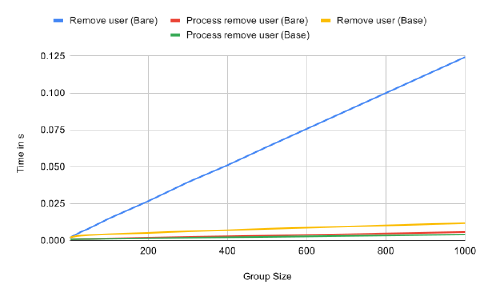 Remove user (Bare) Process remove user (Bare) Remove user (Base)
Process remove user (Base)
0.125
0.100
0.075
0.050
0.025
0.000
Time in s
200 400 600 800 1000
Group Size